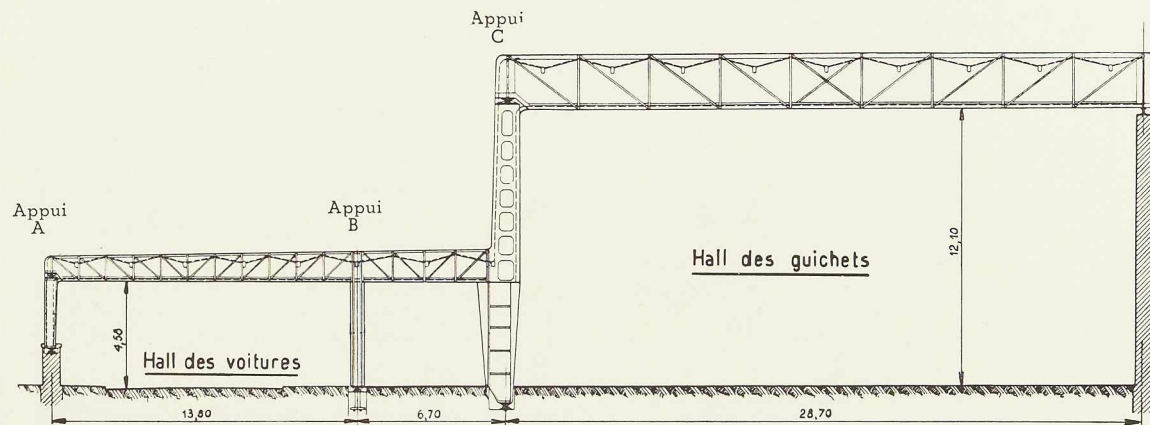 Appui
C
Appui
A
Appui
B
Hall des guichets
12,10
4,50
Hall des voitures
13,80
6,70
28,70